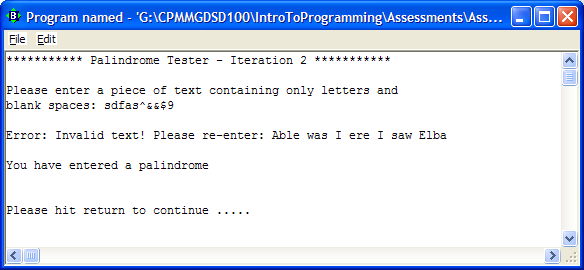 Program named - 'G:\CPMMGDSD100\IntroToProgramming\Assessments\Ass...
File Edit
*********** Palindrome Tester - Iteration 2 ***********
Please enter a piece of text containing only letters and
blank spaces: sdfas^&&$9
Error: Invalid text! Please re-enter: Able was I ere I saw Elba
You have entered a palindrome
Please hit return to continue .....